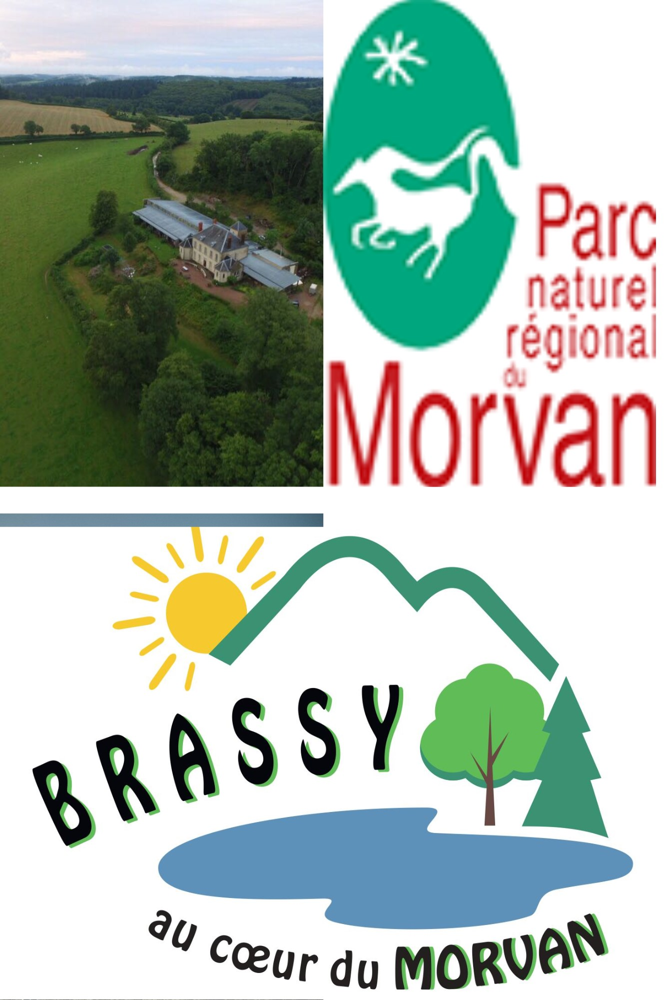 Parc
naturel
régional
du
Morvan
BRASSY
au cœur du MORVAN